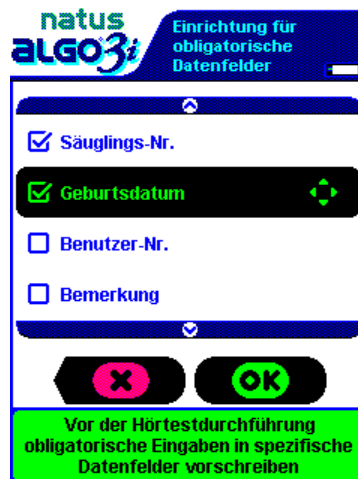 natus
ALGO3i
Einrichtung für
obligatorische
Datenfelder
Säuglings-Nr.
Geburtsdatum
Benutzer-Nr.
Bemerkung
OK
Vor der Hörtestdurchführung
obligatorische Eingaben in spezifische
Datenfelder vorschreiben